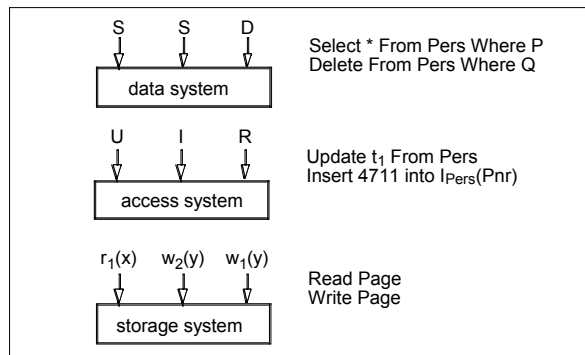 S S D
Select * From Pers Where P
Delete From Pers Where Q
data system
U I R
Update t₁ From Pers
Insert 4711 into I_Pers(Pnr)
access system
r₁(x) w₂(y) w₁(y)
Read Page
Write Page
storage system